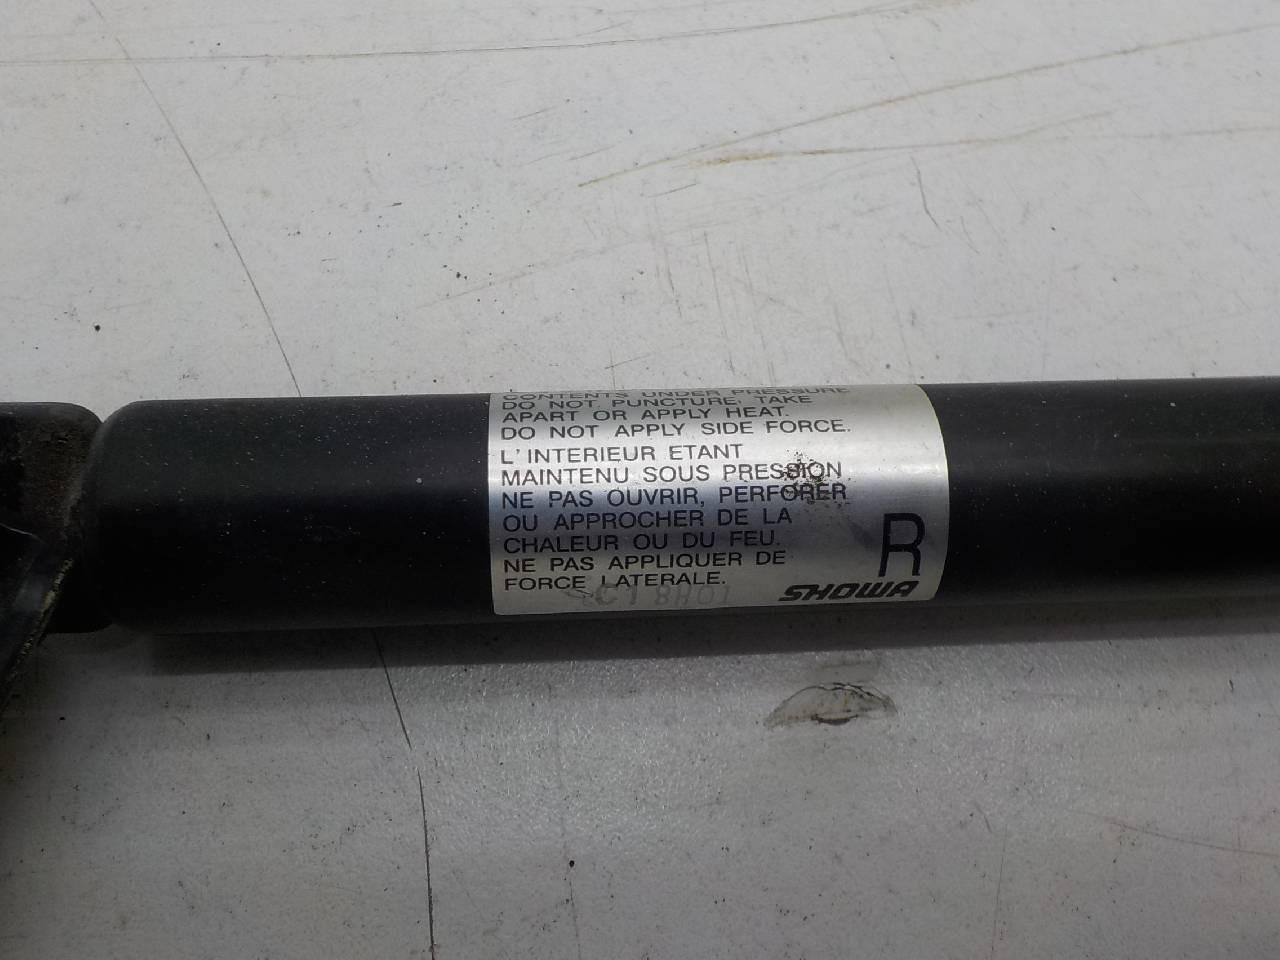 CONTENTS UNDER PRESSURE
DO NOT PUNCTURE, TAKE
APART OR APPLY HEAT.
DO NOT APPLY SIDE FORCE.
L'INTERIEUR ETANT
MAINTENU SOUS PRESSION
NE PAS OUVRIR, PERFORER
OU APPROCHER DE LA
CHALEUR OU DU FEU.
NE PAS APPLIQUER DE
FORCE LATERALE.
R
SHOWA